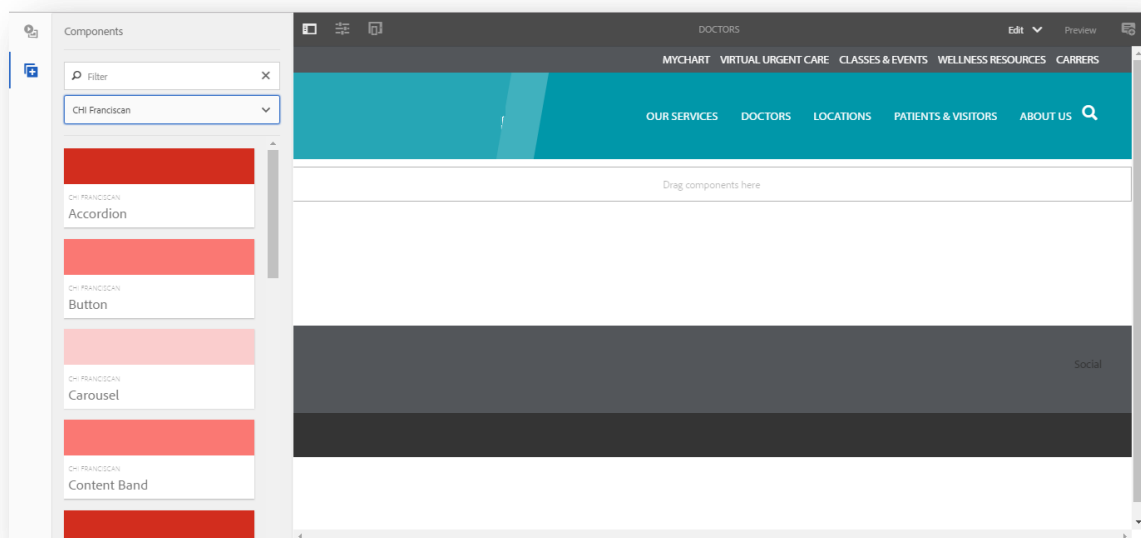 Components
Filter
CHI Franciscan
CHI FRANCISCAN
Accordion
CHI FRANCISCAN
Button
CHI FRANCISCAN
Carousel
CHI FRANCISCAN
Content Band
DOCTORS
Edit
Preview
MYCHART VIRTUAL URGENT CARE CLASSES & EVENTS WELLNESS RESOURCES CARRERS
OUR SERVICES DOCTORS LOCATIONS PATIENTS & VISITORS ABOUT US
Drag components here
Social